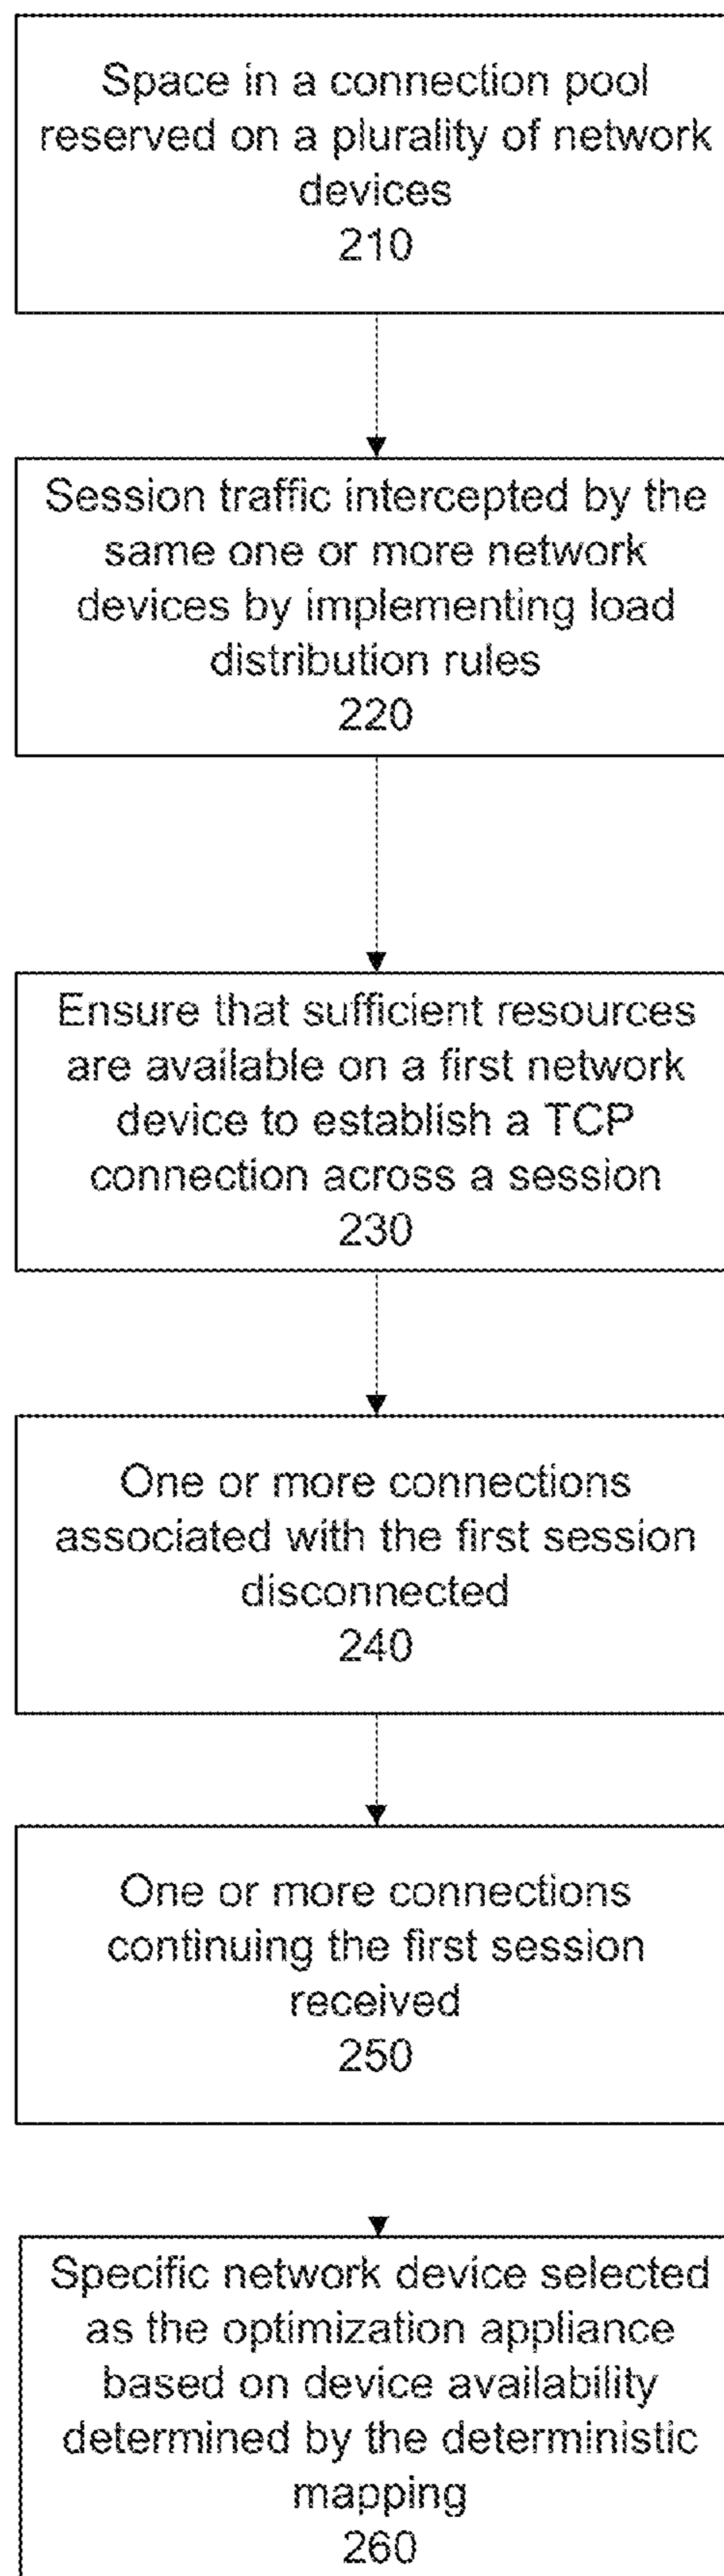 Space in a connection pool
reserved on a plurality of network
devices
210
Session traffic intercepted by the
same one or more network
devices by implementing load
distribution rules
220
Ensure that sufficient resources
are available on a first network
device to establish a TCP
connection across a session
230
One or more connections
associated with the first session
disconnected
240
One or more connections
continuing the first session
received
250
Specific network device selected
as the optimization appliance
based on device availability
determined by the deterministic
mapping
260